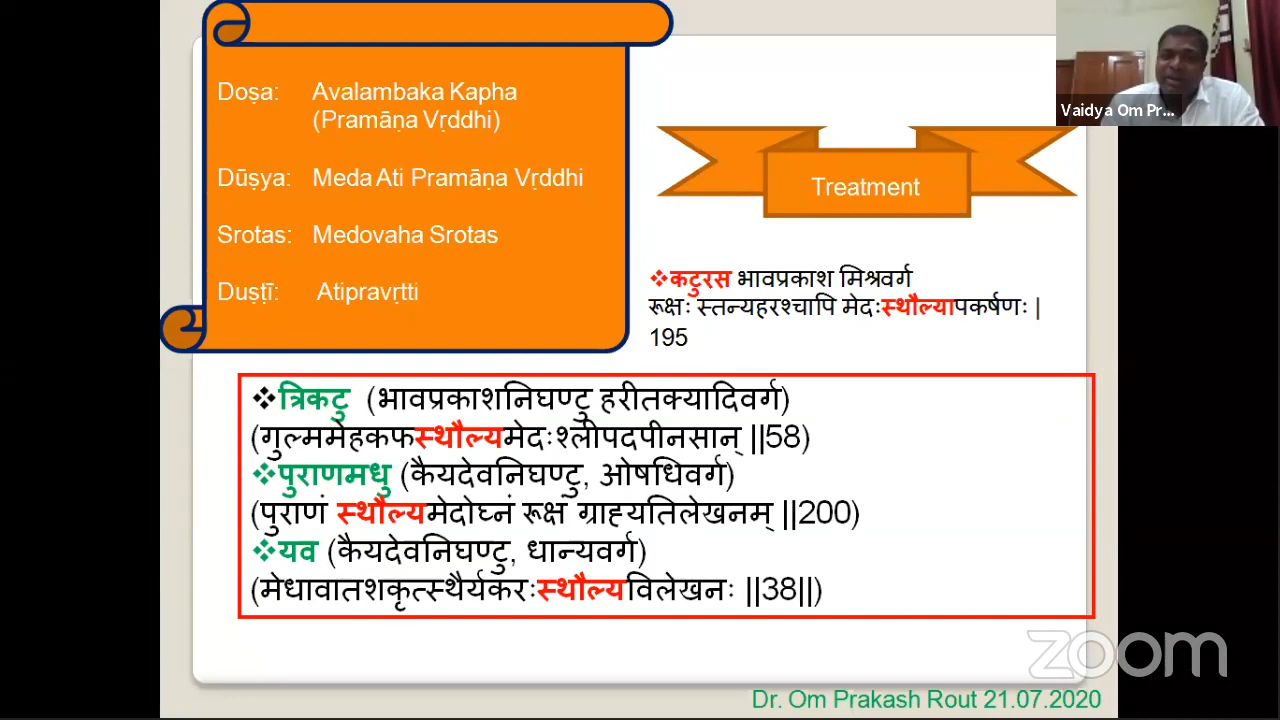 Doṣa: Avalambaka Kapha
(Pramāṇa Vṛddhi)
Dūṣya: Meda Ati Pramāṇa Vṛddhi
Srotas: Medovaha Srotas
Duṣṭī: Atipravṛtti
Vaidya Om Pr...
Treatment
❖कटुरस भावप्रकाश मिश्रवर्ग
रूक्षः स्तन्यहरश्चापि मेदःस्थौल्यापकर्षणः |
195
❖त्रिकटु (भावप्रकाशनिघण्टु हरीतक्यादिवर्ग)
(गुल्ममेहकफस्थौल्यमेदःश्लीपदपीनसान् ||58)
❖पुराणमधु (कैयदेवनिघण्टु, ओषधिवर्ग)
(पुराणं स्थौल्यमेदोघ्नं रूक्षं ग्राह्यतिलेखनम् ||200)
❖यव (कैयदेवनिघण्टु, धान्यवर्ग)
(मेधावातशकृत्स्थैर्यकरःस्थौल्यविलेखनः ||38||)
zoom
Dr. Om Prakash Rout 21.07.2020